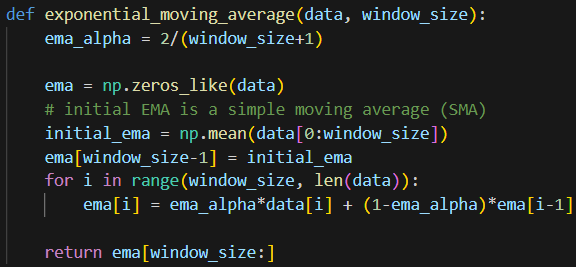 def exponential_moving_average(data, window_size):
    ema_alpha = 2/(window_size+1)

    ema = np.zeros_like(data)
    # initial EMA is a simple moving average (SMA)
    initial_ema = np.mean(data[0:window_size])
    ema[window_size-1] = initial_ema
    for i in range(window_size, len(data)):
        ema[i] = ema_alpha*data[i] + (1-ema_alpha)*ema[i-1]

    return ema[window_size:]